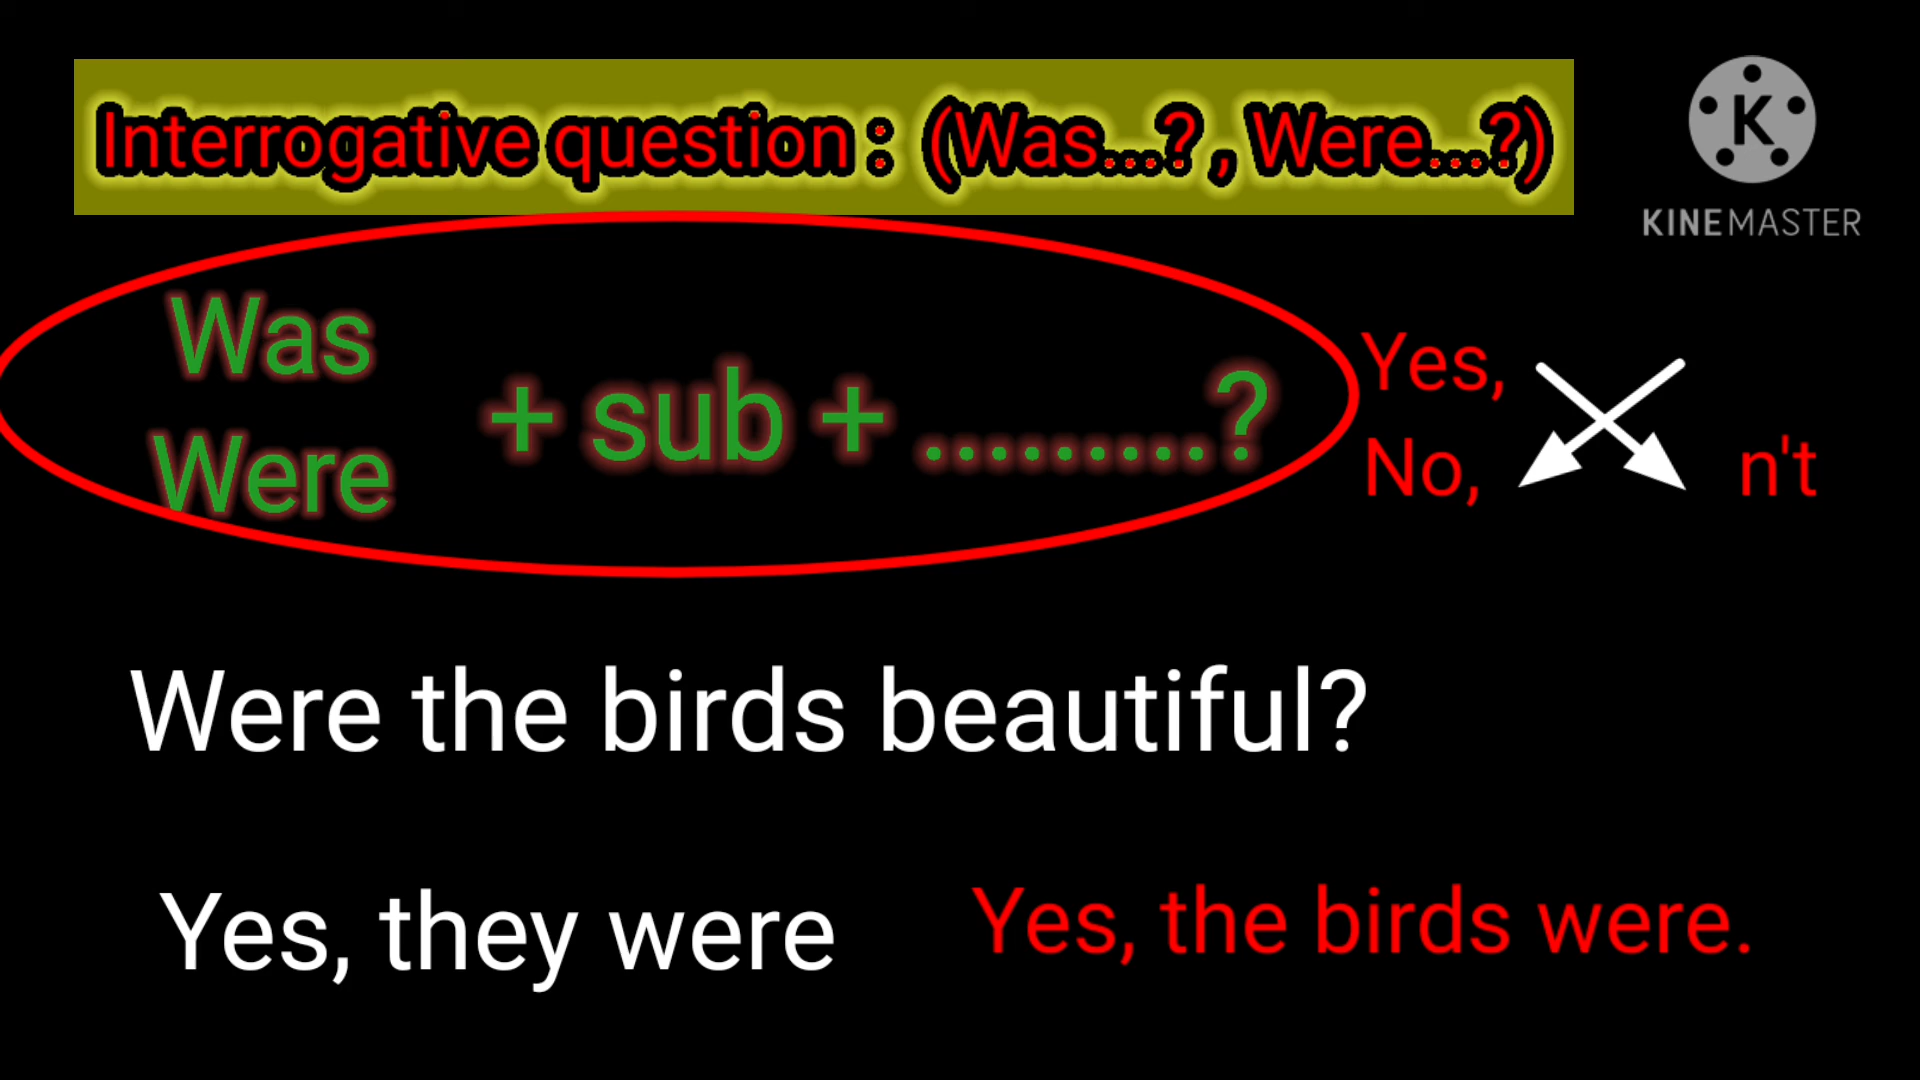 Interrogative question : (Was...? , Were...?)
K
KINEMASTER
Was
Were
+ sub + .........?
Yes,
No,
n't
Were the birds beautiful?
Yes, they were
Yes, the birds were.